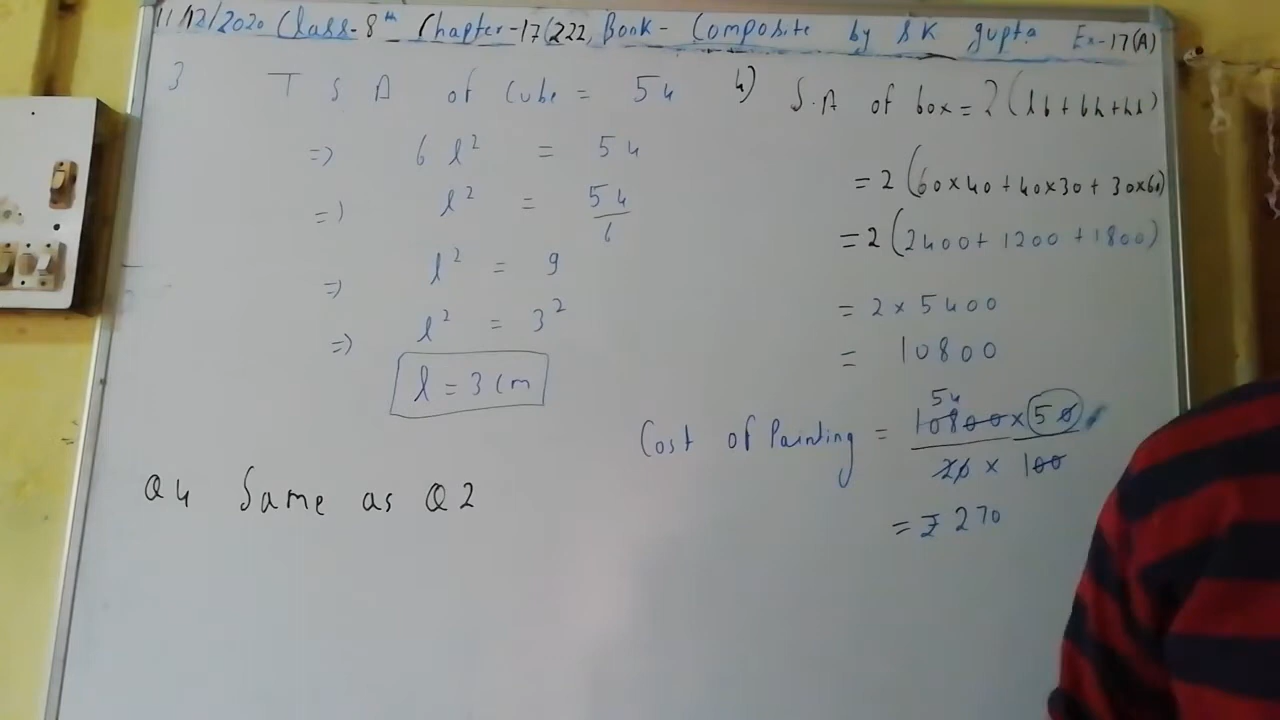 11/12/2020 Class-8th Chapter-17(222, Book- Composite by SK gupta Ex-17(A)
3 T S A of Cube = 54
=> 6 l² = 54
=> l² = 54/6
=> l² = 9
=> l² = 3²
l = 3 cm
Q4 Same as Q2
4) S.A of box = 2(lb+bh+hl)
= 2(60×40+40×30+30×60)
= 2(2400+1200+1800)
= 2×5400
= 10800
54
Cost of Painting = 10800×50
20 × 100
= ₹ 270